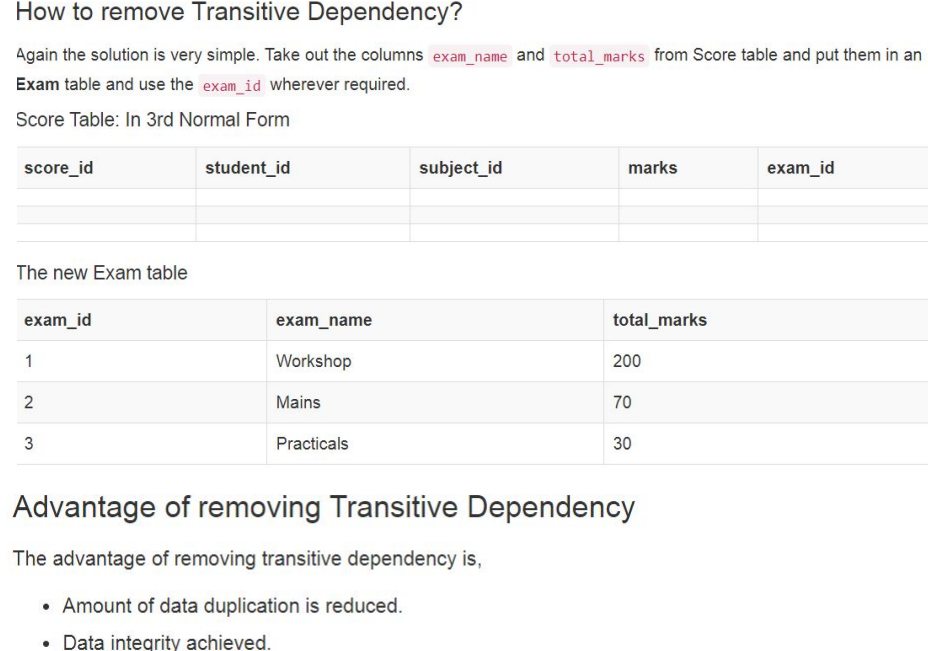 How to remove Transitive Dependency?
Again the solution is very simple. Take out the columns exam_name and total_marks from Score table and put them in an
Exam table and use the exam_id wherever required.
Score Table: In 3rd Normal Form
score_id student_id subject_id marks exam_id
The new Exam table
exam_id exam_name total_marks
1 Workshop 200
2 Mains 70
3 Practicals 30
Advantage of removing Transitive Dependency
The advantage of removing transitive dependency is,
• Amount of data duplication is reduced.
• Data integrity achieved.